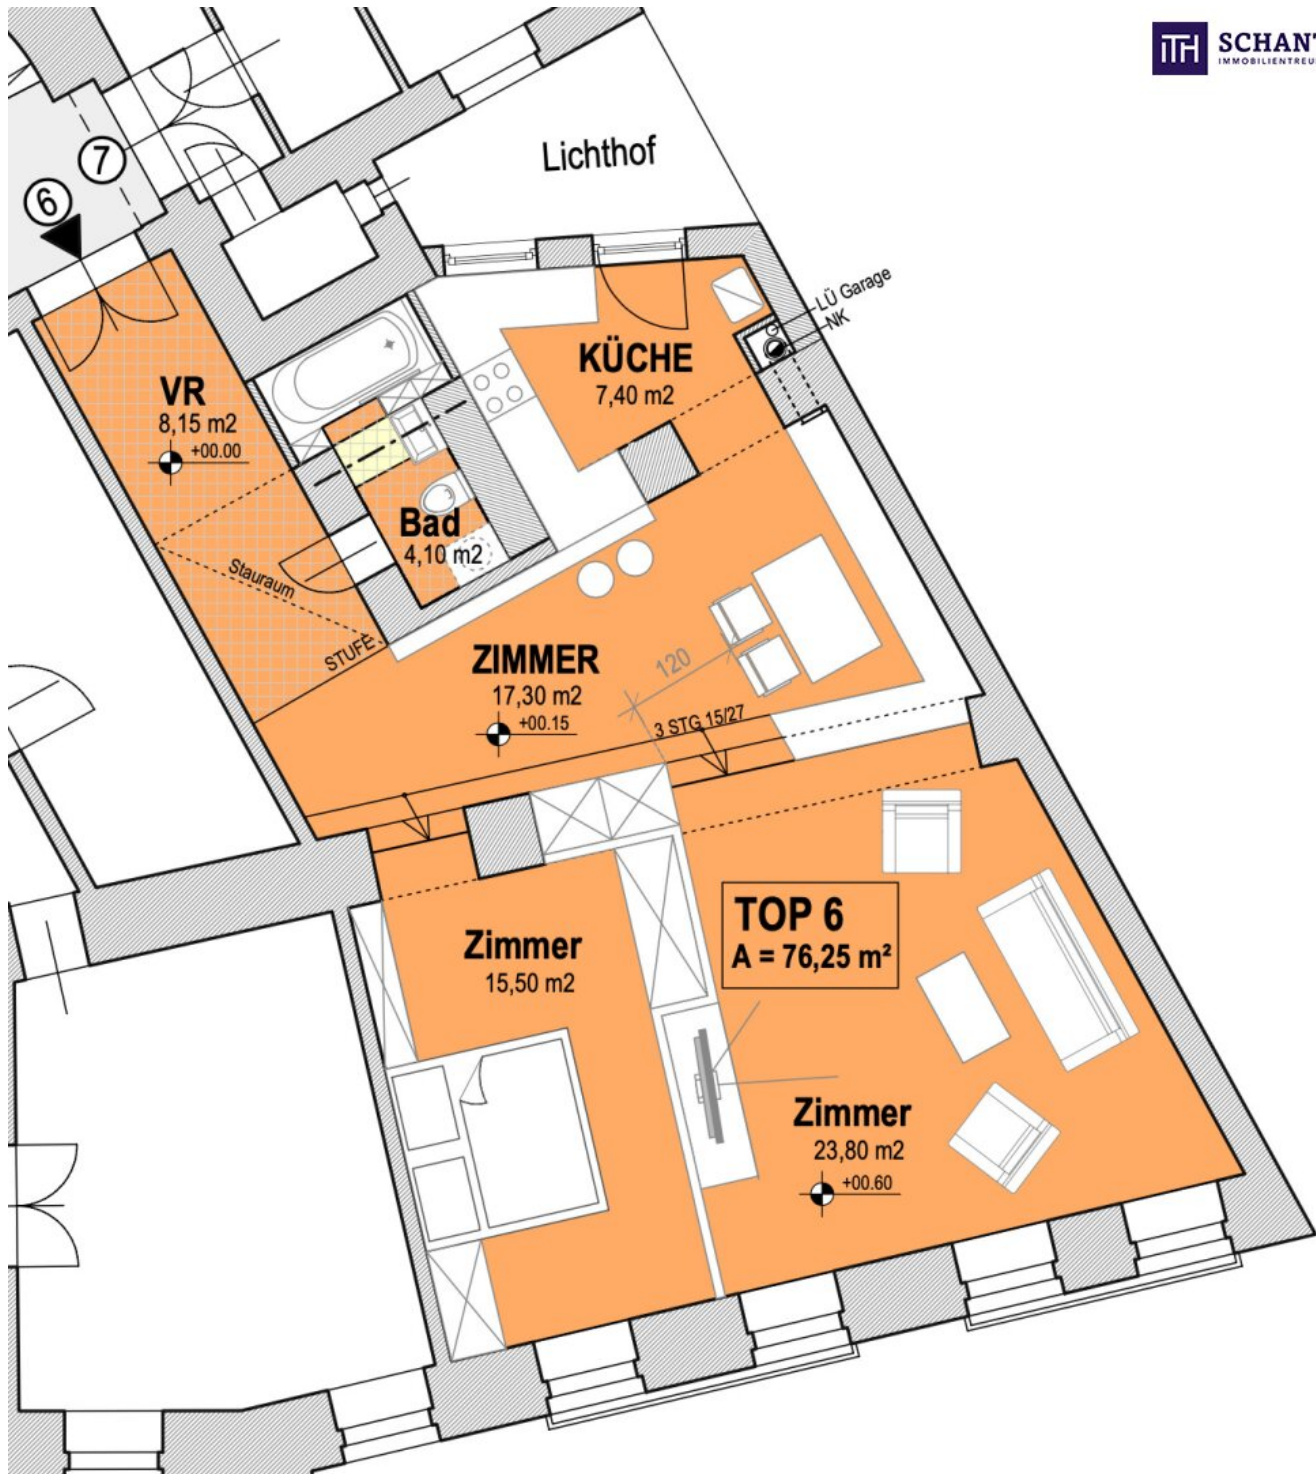 SCHANT
IMMOBILIENTREU
Lichthof
7
6
LÜ Garage
NK
KÜCHE
7,40 m2
VR
8,15 m2
+00.00
Bad
4,10 m2
Stauraum
STUFE
ZIMMER
17,30 m2
+00.15
120
3 STG 15/27
TOP 6
A = 76,25 m²
Zimmer
15,50 m2
Zimmer
23,80 m2
+00.60